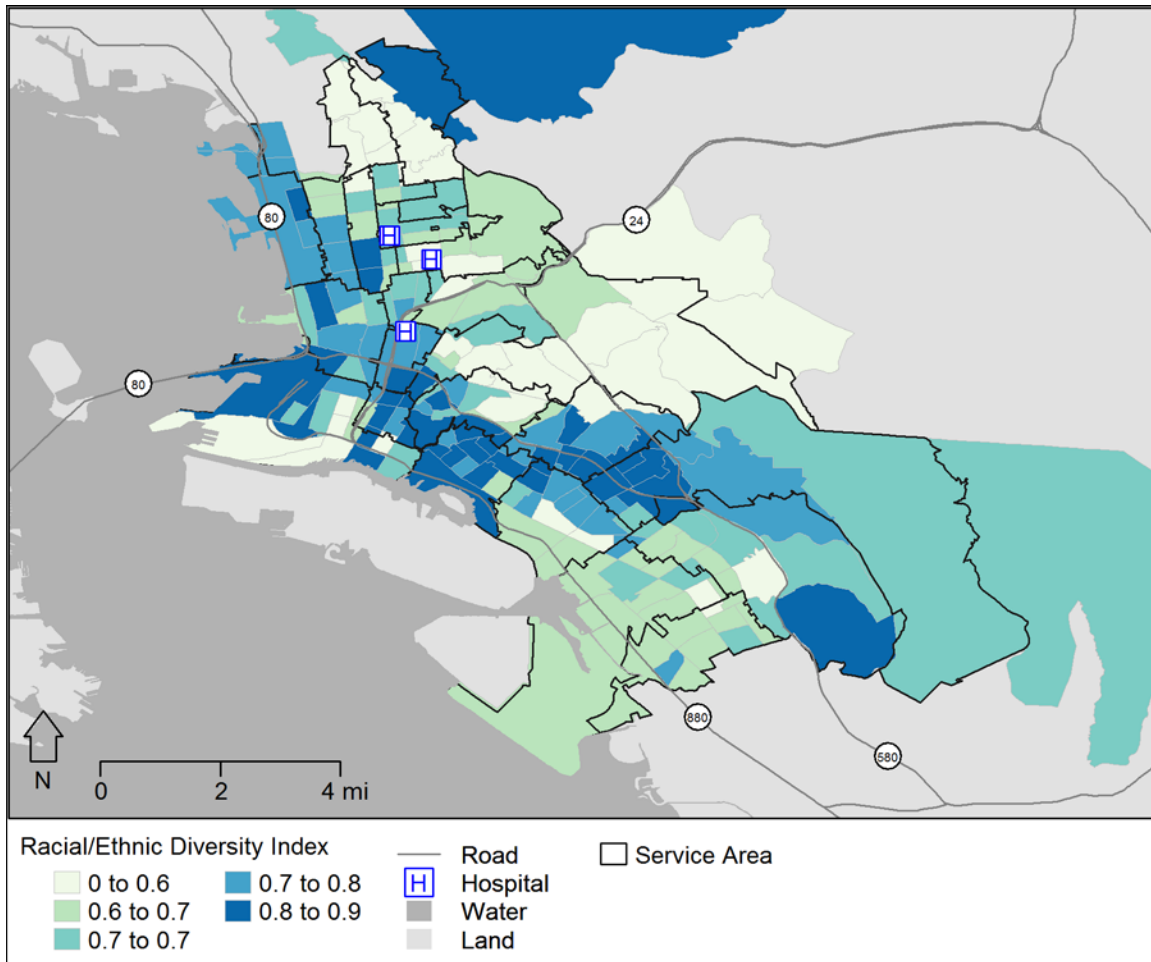 80
24
80
880
580
N
0 2 4 mi
Racial/Ethnic Diversity Index
0 to 0.6
0.6 to 0.7
0.7 to 0.7
0.7 to 0.8
0.8 to 0.9
Road
H Hospital
Water
Land
Service Area
H
H
H